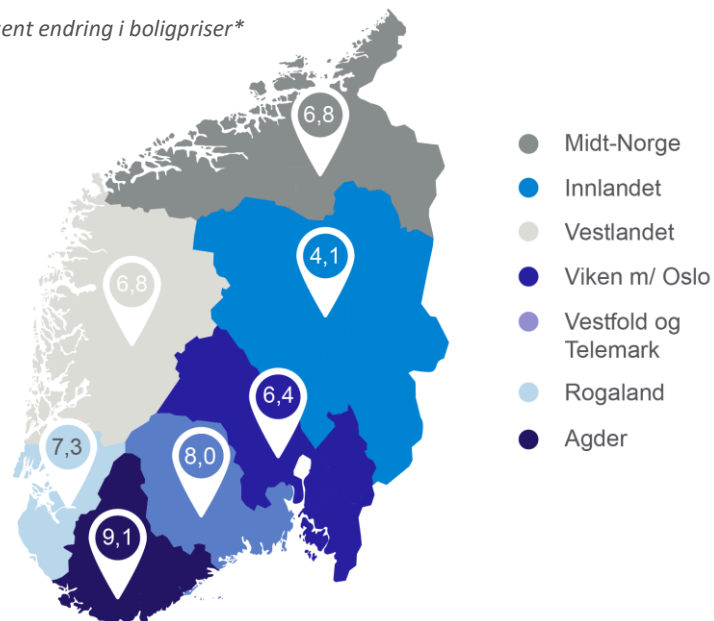 endring i boligpriser*
6,8
Midt-Norge
Innlandet
Vestlandet
4,1
6,8
Viken m/ Oslo
Vestfold og
Telemark
6,4
Rogaland
7,3
8,0
Agder
9,1